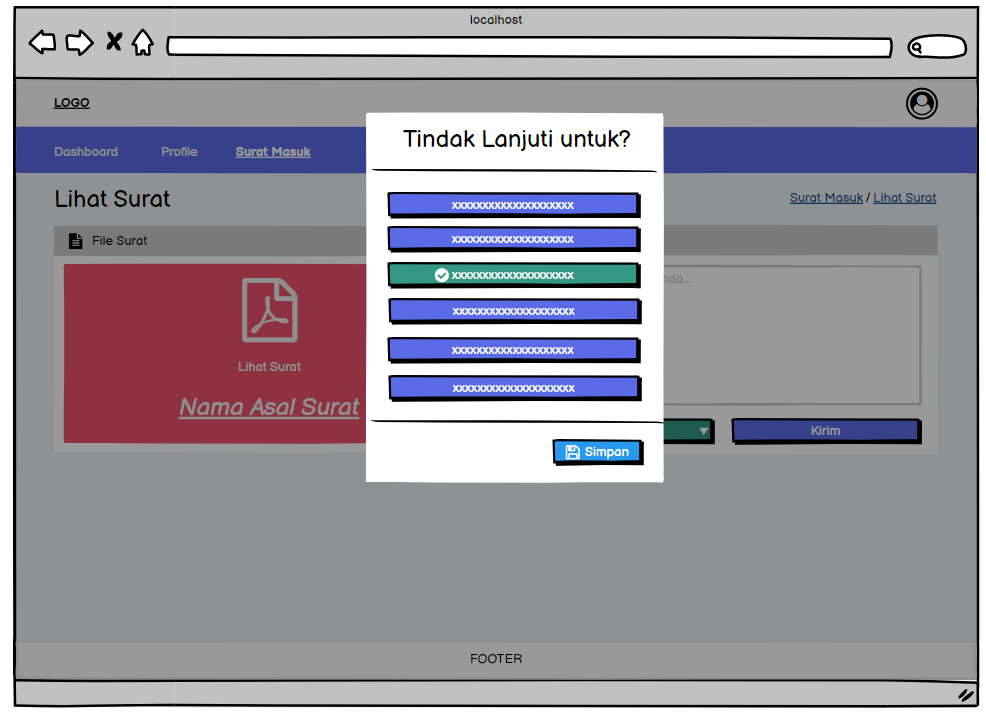 localhost
LOGO
Dashboard Profile Surat Masuk
Tindak Lanjuti untuk?
Lihat Surat
Surat Masuk / Lihat Surat
File Surat
xxxxxxxxxxxxxxxxxxxx
xxxxxxxxxxxxxxxxxxxx
xxxxxxxxxxxxxxxxxxxx
xxxxxxxxxxxxxxxxxxxx
xxxxxxxxxxxxxxxxxxxx
xxxxxxxxxxxxxxxxxxxx
Lihat Surat
Nama Asal Surat
Kirim
Simpan
FOOTER